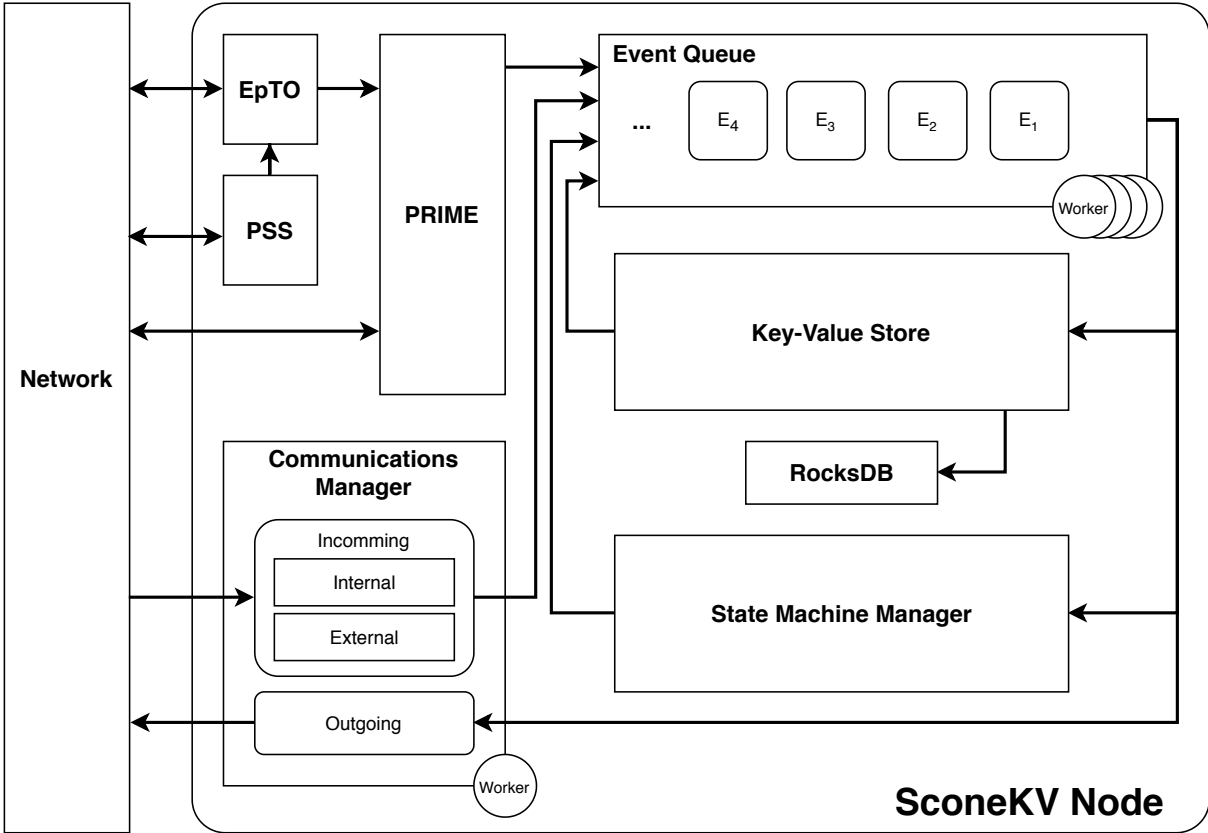 Network
EpTO
PSS
PRIME
Event Queue
...
E4
E3
E2
E1
Worker
Key-Value Store
RocksDB
State Machine Manager
Communications
Manager
Incomming
Internal
External
Outgoing
Worker
SconeKV Node